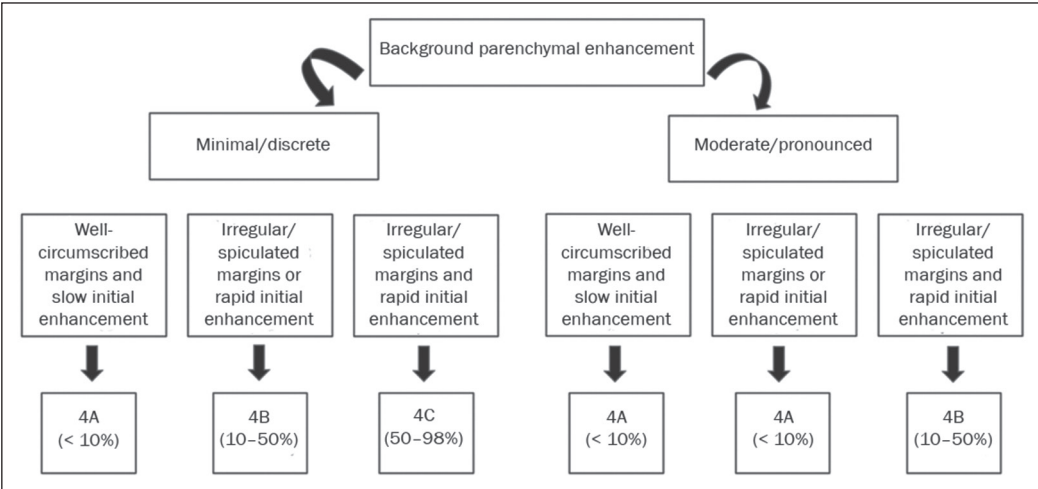 Background parenchymal enhancement
Minimal/discrete
Moderate/pronounced
Well-
circumscribed
margins and
slow initial
enhancement
Irregular/
spiculated
margins or
rapid initial
enhancement
Irregular/
spiculated
margins and
rapid initial
enhancement
Well-
circumscribed
margins and
slow initial
enhancement
Irregular/
spiculated
margins or
rapid initial
enhancement
Irregular/
spiculated
margins and
rapid initial
enhancement
4A
(< 10%)
4B
(10–50%)
4C
(50–98%)
4A
(< 10%)
4A
(< 10%)
4B
(10–50%)